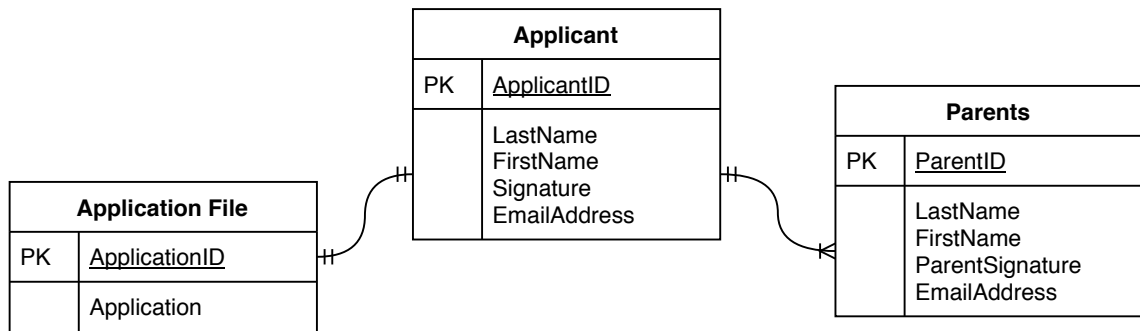 Applicant
PK ApplicantID
LastName
FirstName
Signature
EmailAddress
Parents
PK ParentID
LastName
FirstName
ParentSignature
EmailAddress
Application File
PK ApplicationID
Application